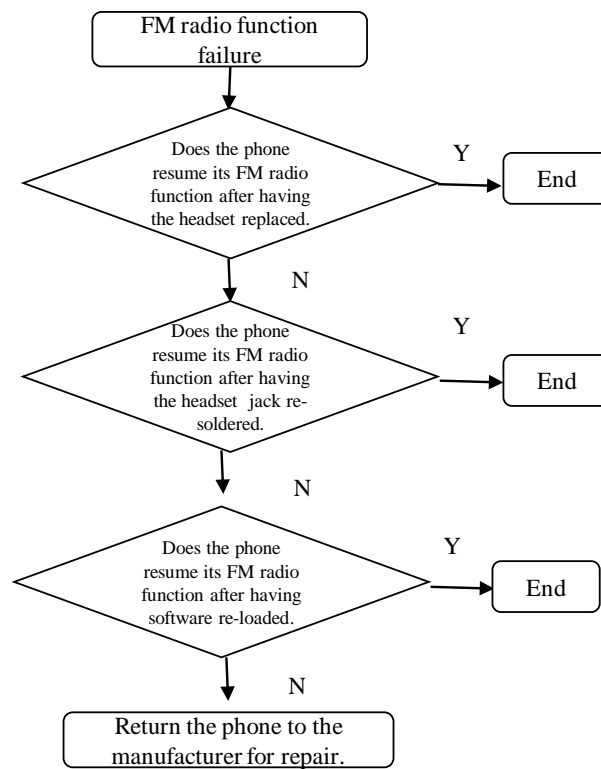 FM radio function
failure
Does the phone
resume its FM radio
function after having
the headset replaced.
Y
End
N
Does the phone
resume its FM radio
function after having
the headset jack re-
soldered.
Y
End
N
Does the phone
resume its FM radio
function after having
software re-loaded.
Y
End
N
Return the phone to the
manufacturer for repair.